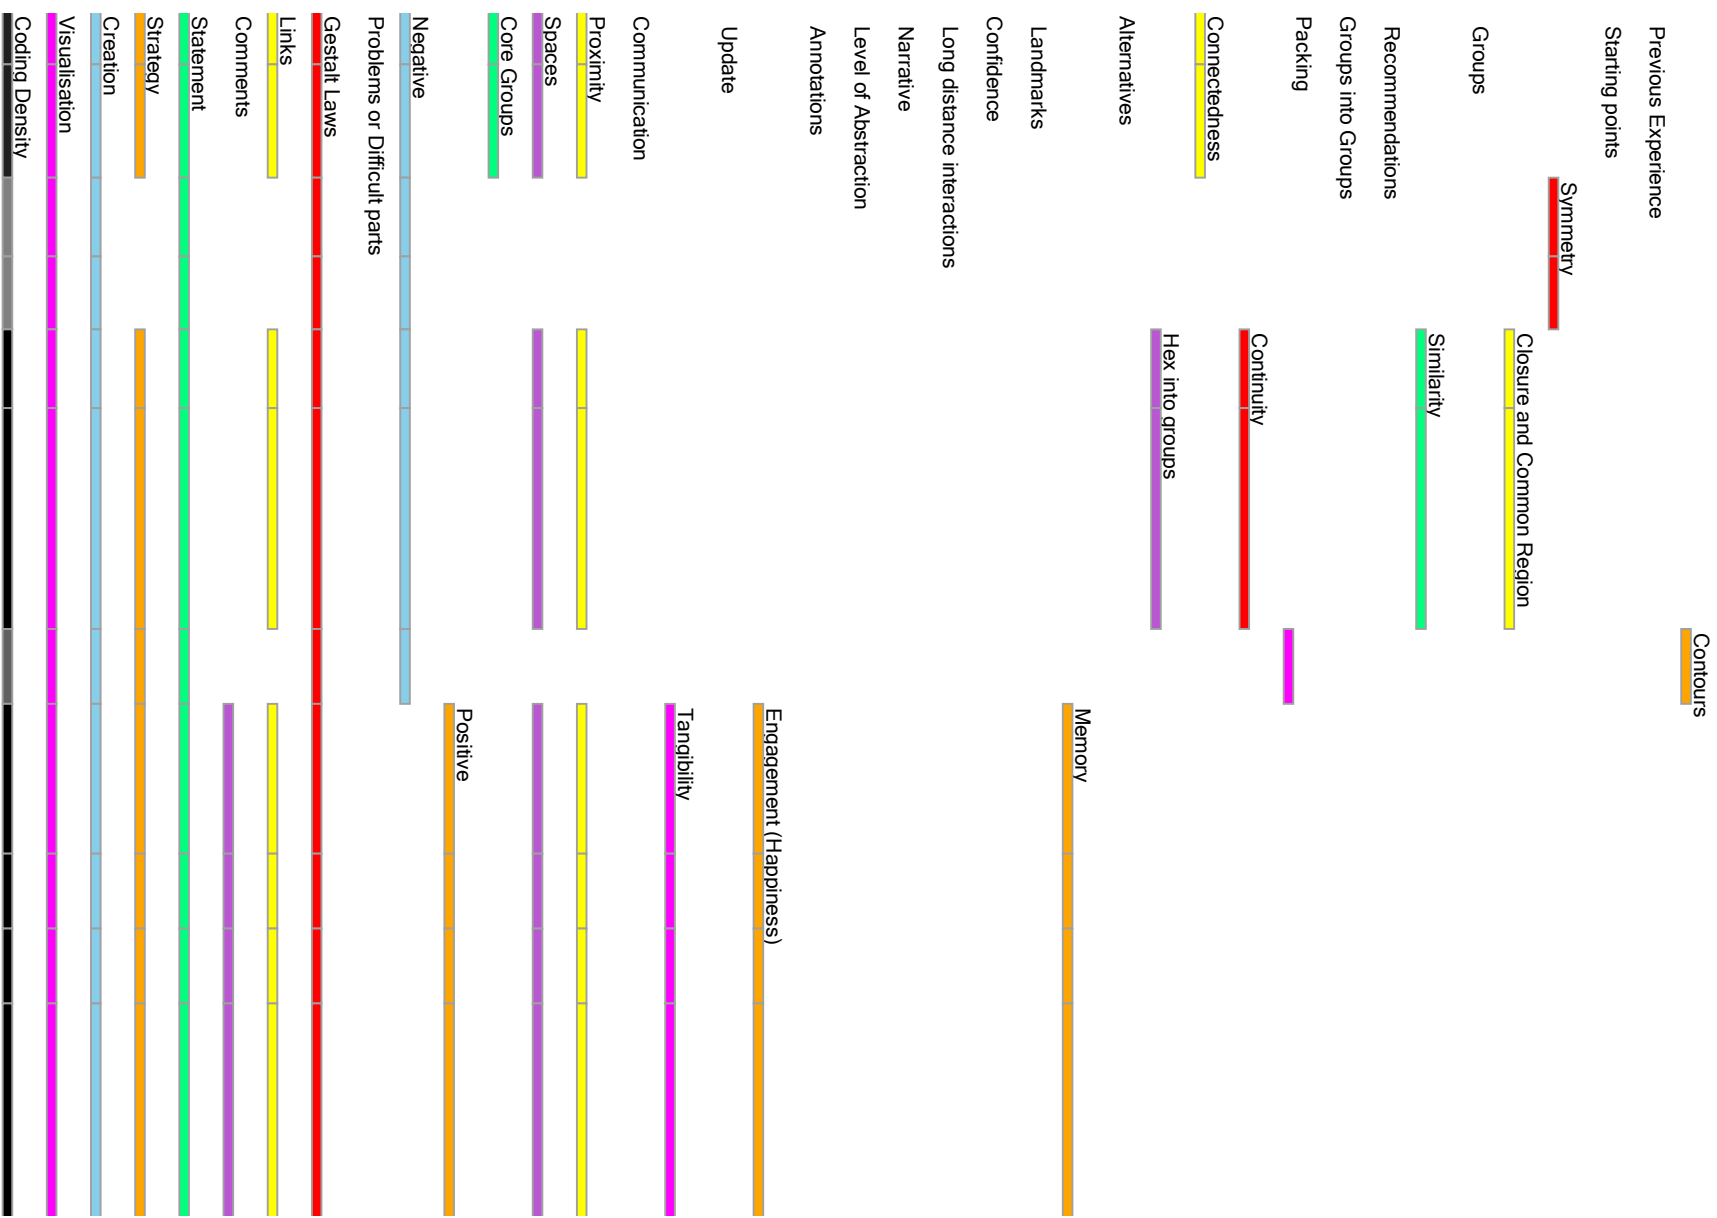 Coding Density
Visualisation
Creation
Strategy
Statement
Comments
Links
Gestalt Laws
Problems or Difficult parts
Negative
Positive
Core Groups
Spaces
Proximity
Communication
Tangibility
Update
Engagement (Happiness)
Annotations
Level of Abstraction
Narrative
Long distance interactions
Confidence
Landmarks
Memory
Alternatives
Hex into groups
Connectedness
Continuity
Packing
Groups into Groups
Recommendations
Similarity
Groups
Closure and Common Region
Symmetry
Starting points
Previous Experience
Contours